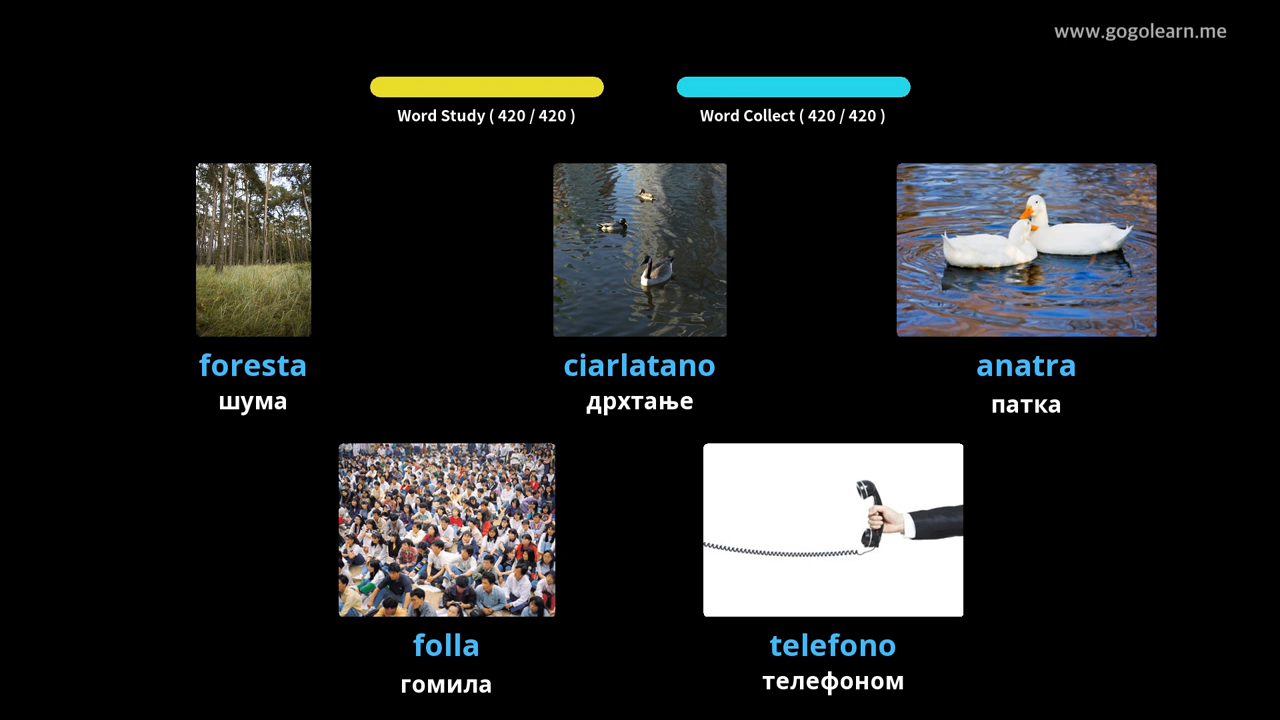 www.gogolearn.me
Word Study ( 420 / 420 )
Word Collect ( 420 / 420 )
foresta
шума
ciarlatano
дрхтање
anatra
патка
folla
гомила
telefono
телефоном